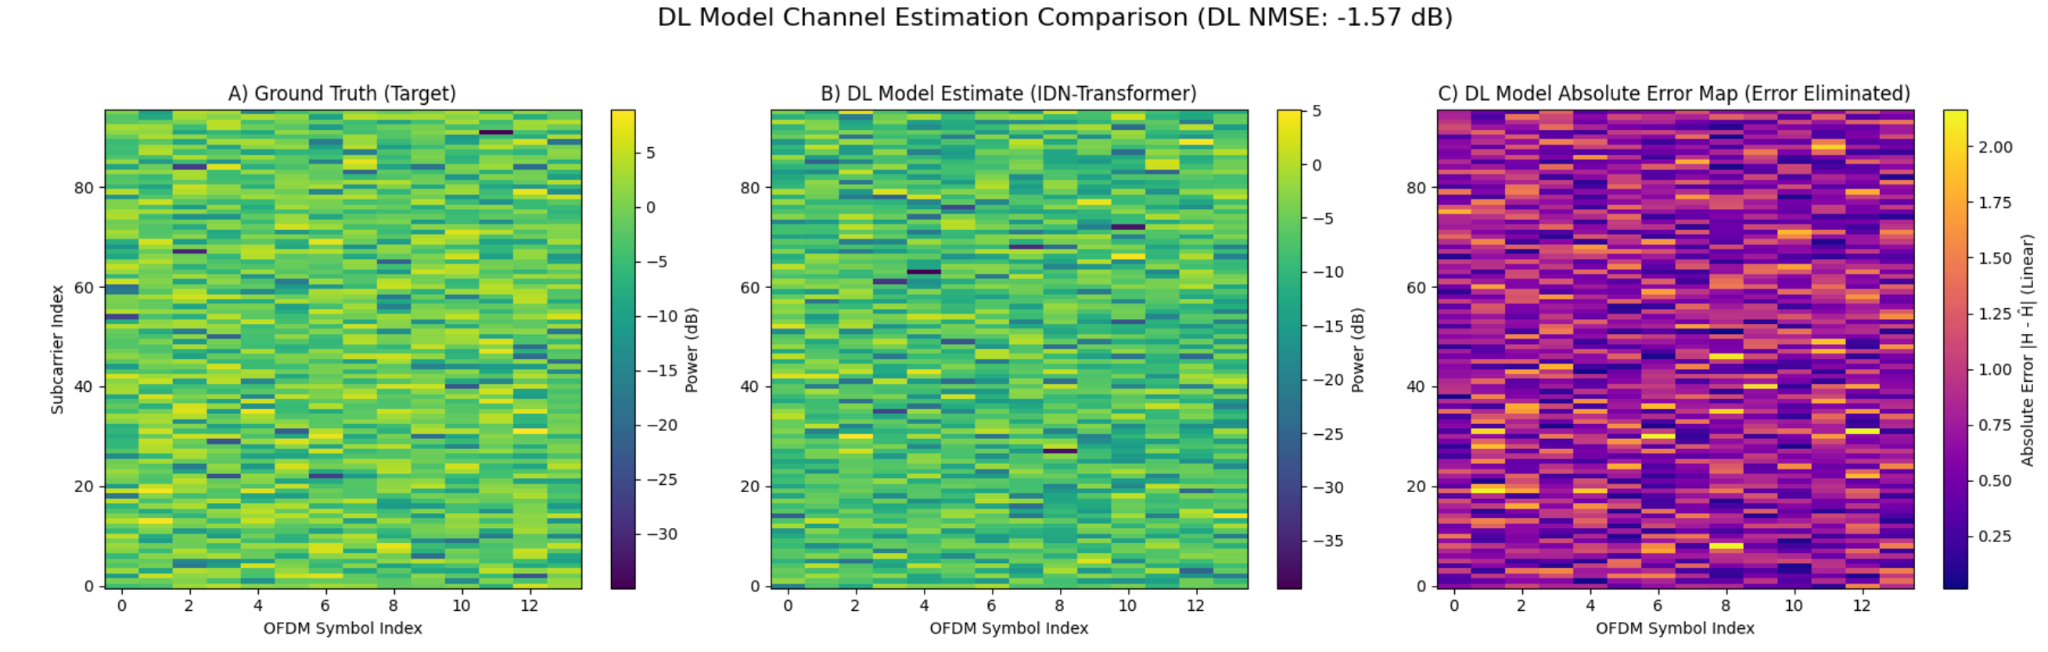 DL Model Channel Estimation Comparison (DL NMSE: -1.57 dB)
A) Ground Truth (Target)
Subcarrier Index
80
60
40
20
0
0 2 4 6 8 10 12
OFDM Symbol Index
5
0
−5
−10
−15
−20
−25
−30
Power (dB)
B) DL Model Estimate (IDN-Transformer)
80
60
40
20
0
0 2 4 6 8 10 12
OFDM Symbol Index
5
0
−5
−10
−15
−20
−25
−30
−35
Power (dB)
C) DL Model Absolute Error Map (Error Eliminated)
80
60
40
20
0
0 2 4 6 8 10 12
OFDM Symbol Index
2.00
1.75
1.50
1.25
1.00
0.75
0.50
0.25
Absolute Error |H - Ĥ| (Linear)